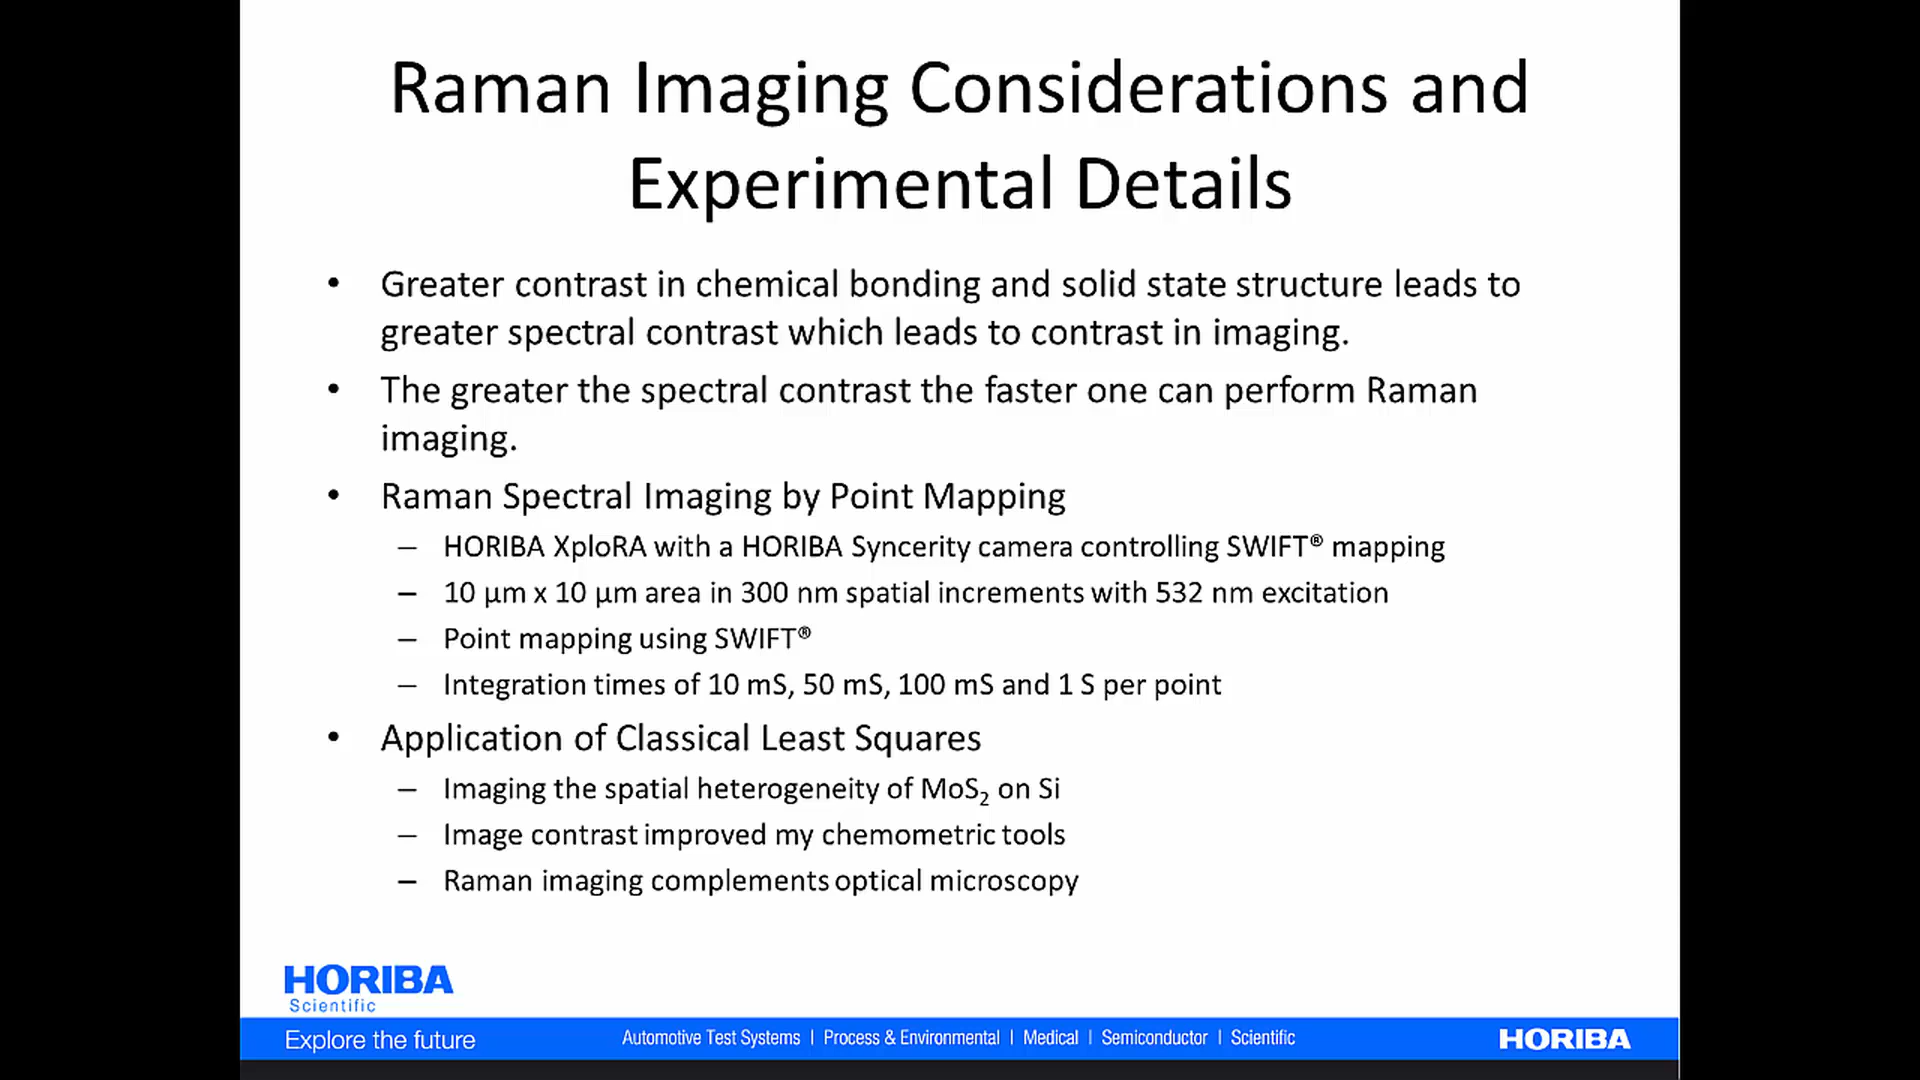 Raman Imaging Considerations and
Experimental Details
• Greater contrast in chemical bonding and solid state structure leads to
greater spectral contrast which leads to contrast in imaging.
• The greater the spectral contrast the faster one can perform Raman
imaging.
• Raman Spectral Imaging by Point Mapping
– HORIBA XploRA with a HORIBA Syncerity camera controlling SWIFT® mapping
– 10 µm x 10 µm area in 300 nm spatial increments with 532 nm excitation
– Point mapping using SWIFT®
– Integration times of 10 mS, 50 mS, 100 mS and 1 S per point
• Application of Classical Least Squares
– Imaging the spatial heterogeneity of MoS₂ on Si
– Image contrast improved my chemometric tools
– Raman imaging complements optical microscopy
HORIBA
Scientific
Explore the future
Automotive Test Systems | Process & Environmental | Medical | Semiconductor | Scientific
HORIBA